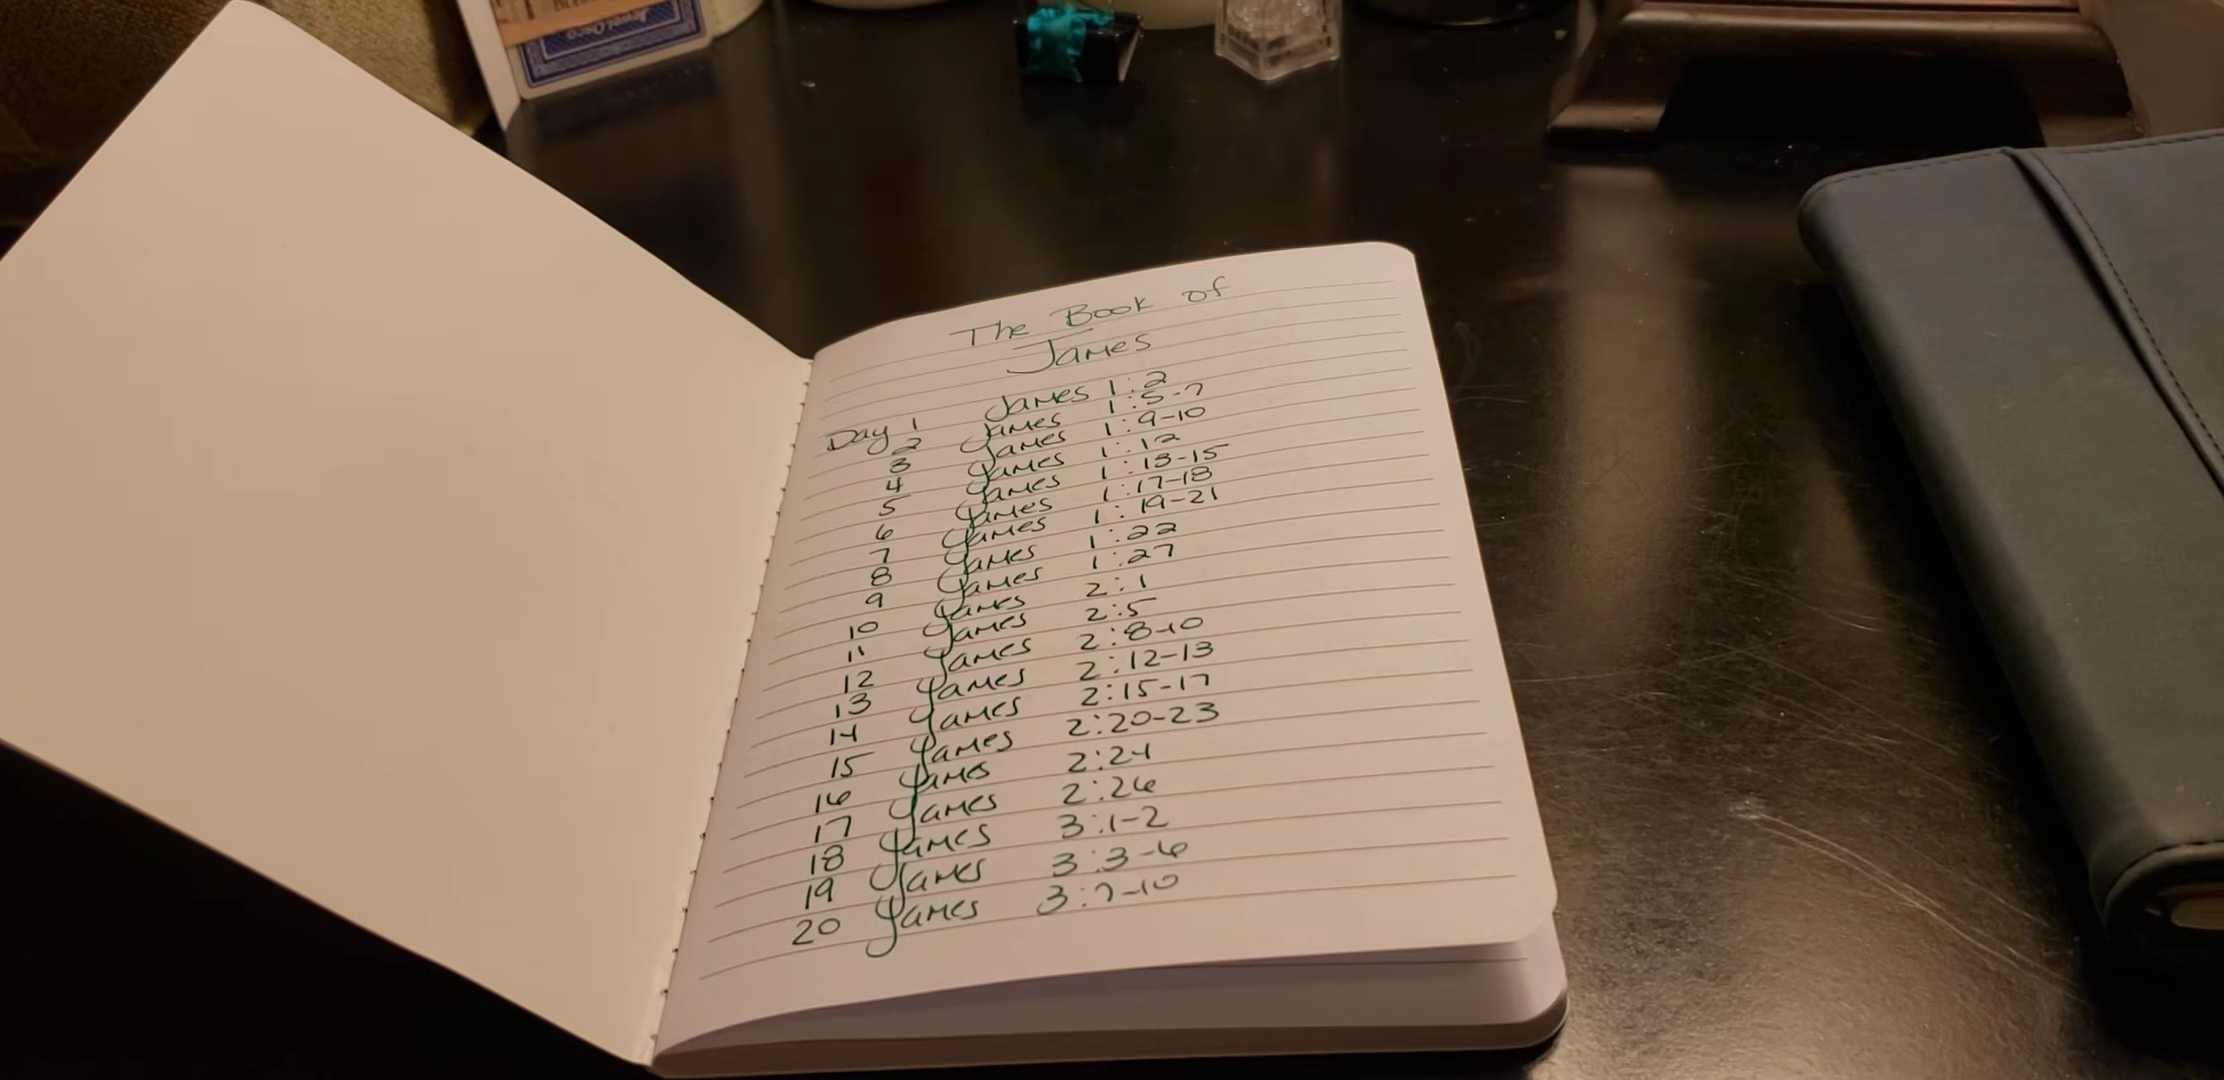 The Book of
James
Day 1 James 1:2
2 James 1:5-7
3 James 1:9-10
4 James 1:12
5 James 1:13-15
6 James 1:17-18
7 James 1:19-21
8 James 1:22
9 James 1:27
10 James 2:1
11 James 2:5
12 James 2:8-10
13 James 2:12-13
14 James 2:15-17
15 James 2:20-23
16 James 2:24
17 James 2:26
18 James 3:1-2
19 James 3:3-6
20 James 3:7-10